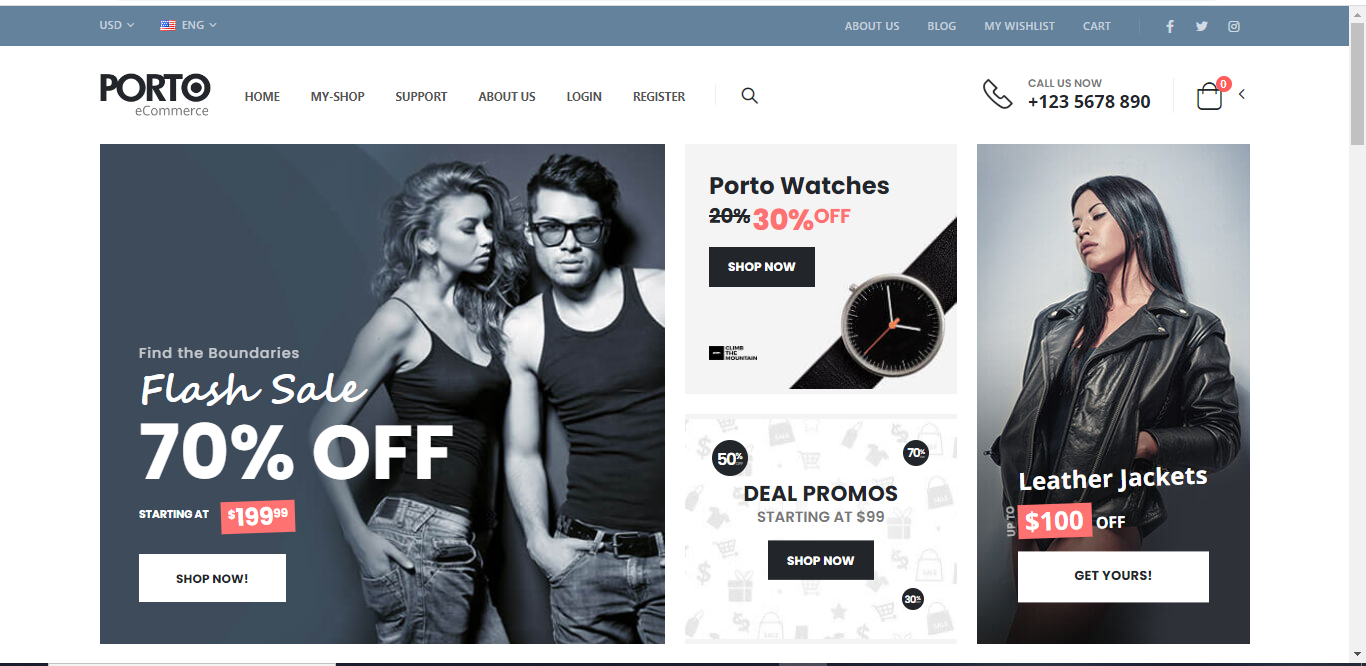 USD
ENG
ABOUT US
BLOG
MY WISHLIST
CART
PORTO
eCommerce
HOME
MY-SHOP
SUPPORT
ABOUT US
LOGIN
REGISTER
CALL US NOW
+123 5678 890
0
Find the Boundaries
Flash Sale
70% OFF
STARTING AT $19999
SHOP NOW!
Porto Watches
20% 30%OFF
SHOP NOW
CLIMB
THE
MOUNTAIN
50%
70%
DEAL PROMOS
STARTING AT $99
SHOP NOW
30%
Leather Jackets
UP TO $100 OFF
GET YOURS!